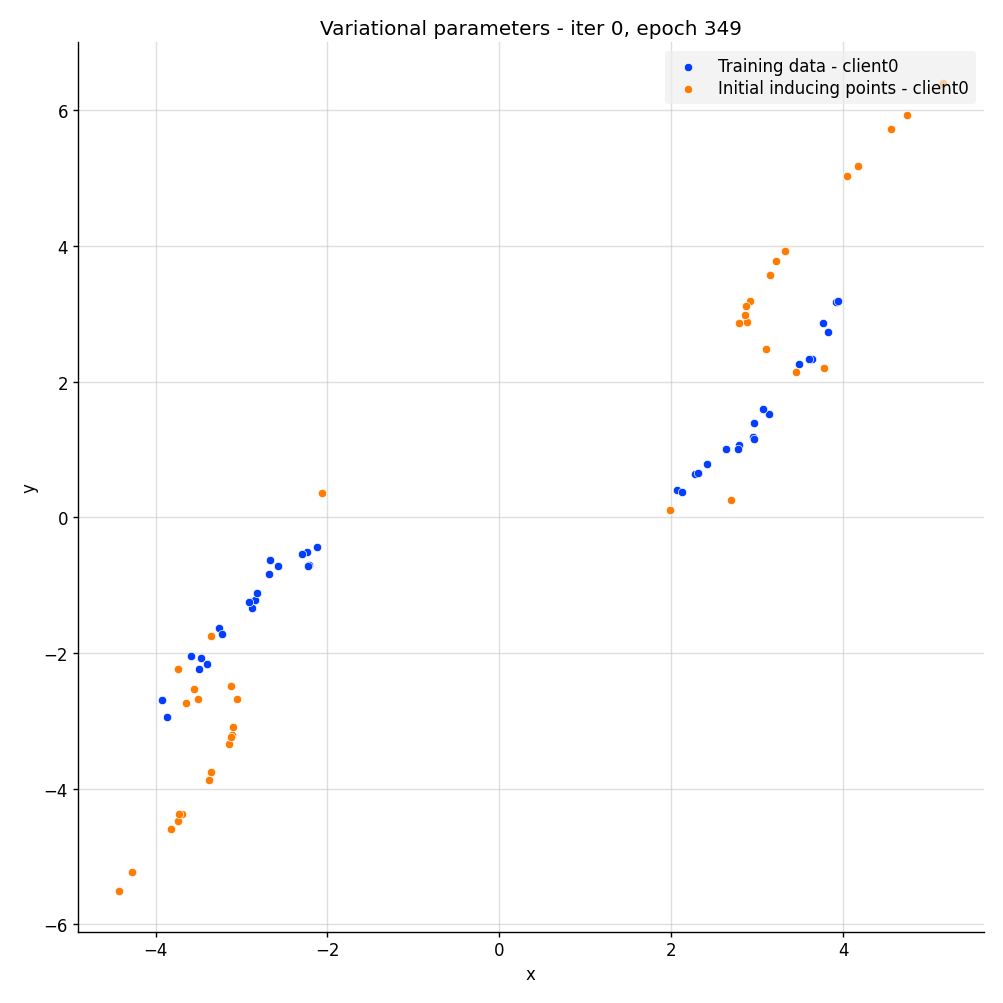 Variational parameters - iter 0, epoch 349
Training data - client0
Initial inducing points - client0
6
4
2
0
−2
−4
−6
y
−4
−2
0
2
4
x